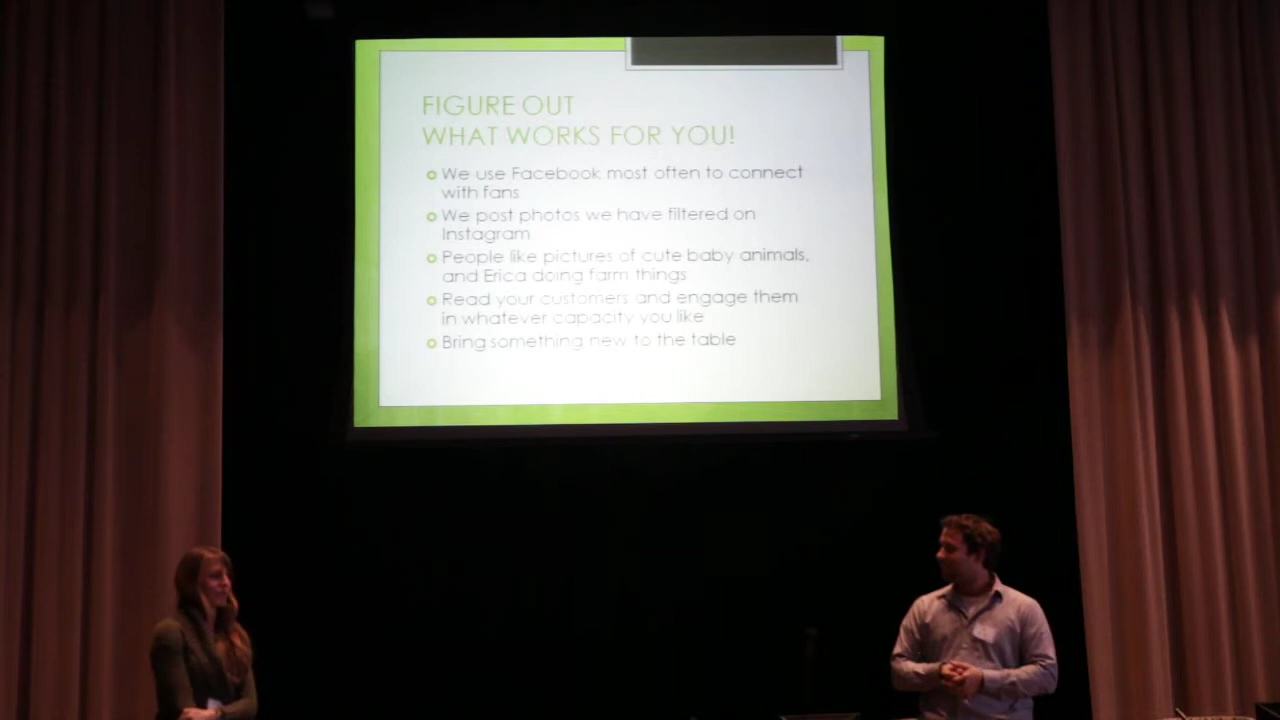 FIGURE OUT
WHAT WORKS FOR YOU!
We use Facebook most often to connect
with fans
We post photos we have filtered on
Instagram
People like pictures of cute baby animals,
and Erica doing farm things
Read your customers and engage them
in whatever capacity you like
Bring something new to the table